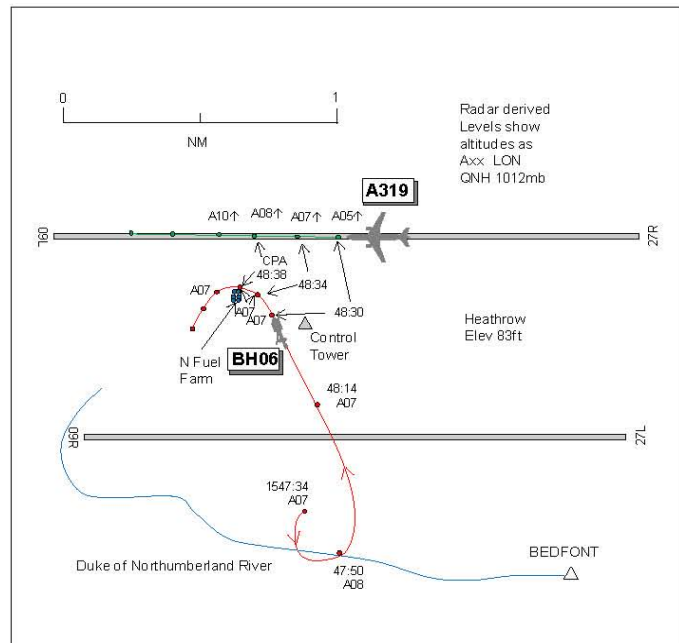 0
1
NM
Radar derived
Levels show
altitudes as
Axx LON
QNH 1012mb
A319
A10↑
A08↑
A07↑
A05↑
09L
27R
CPA
48:38
48:34
A07
A07
A07
48:30
Control
Tower
N Fuel
Farm
BH06
Heathrow
Elev 83ft
48:14
A07
09R
27L
1547:34
A07
BEDFONT
Duke of Northumberland River
47:50
A08